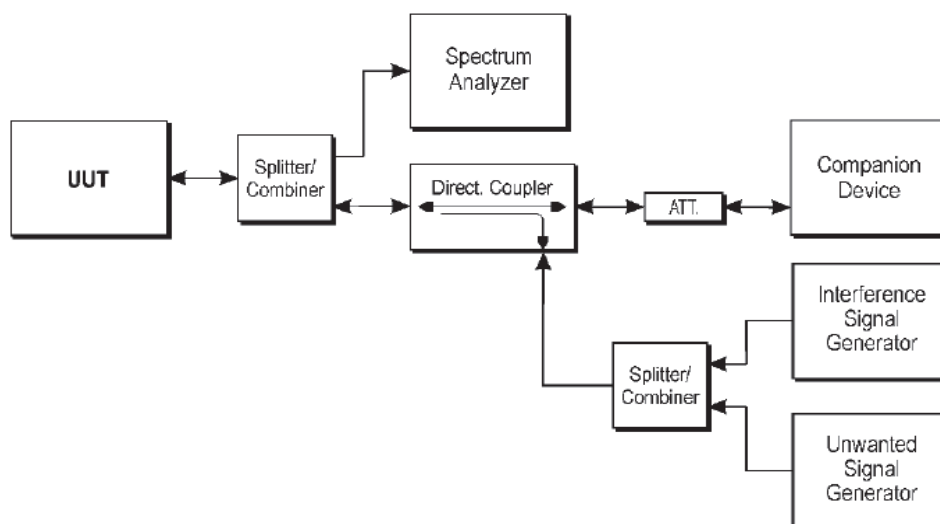 Spectrum
Analyzer
UUT
Splitter/
Combiner
Direct. Coupler
ATT.
Companion
Device
Interference
Signal
Generator
Splitter/
Combiner
Unwanted
Signal
Generator